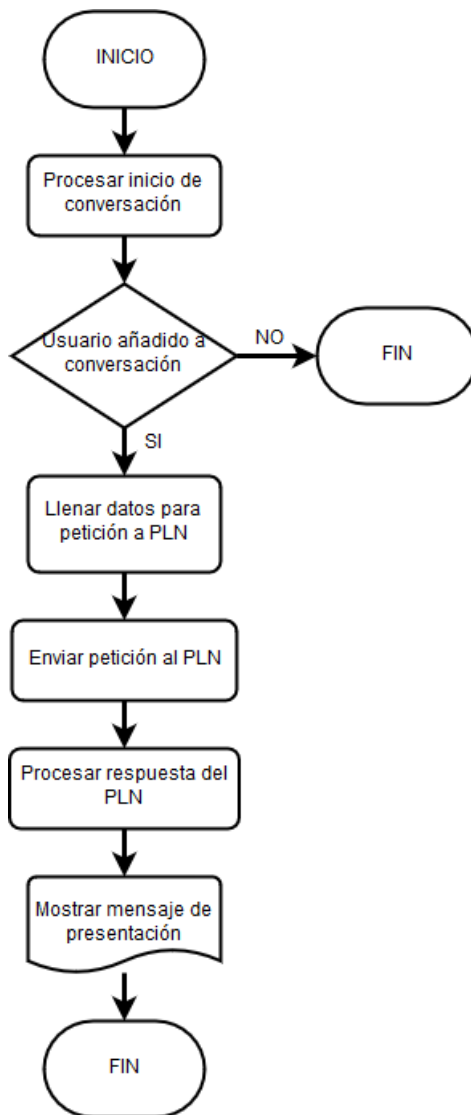 INICIO
Procesar inicio de
conversación
Usuario añadido a
conversación
NO
FIN
SI
Llenar datos para
petición a PLN
Enviar petición al PLN
Procesar respuesta del
PLN
Mostrar mensaje de
presentación
FIN